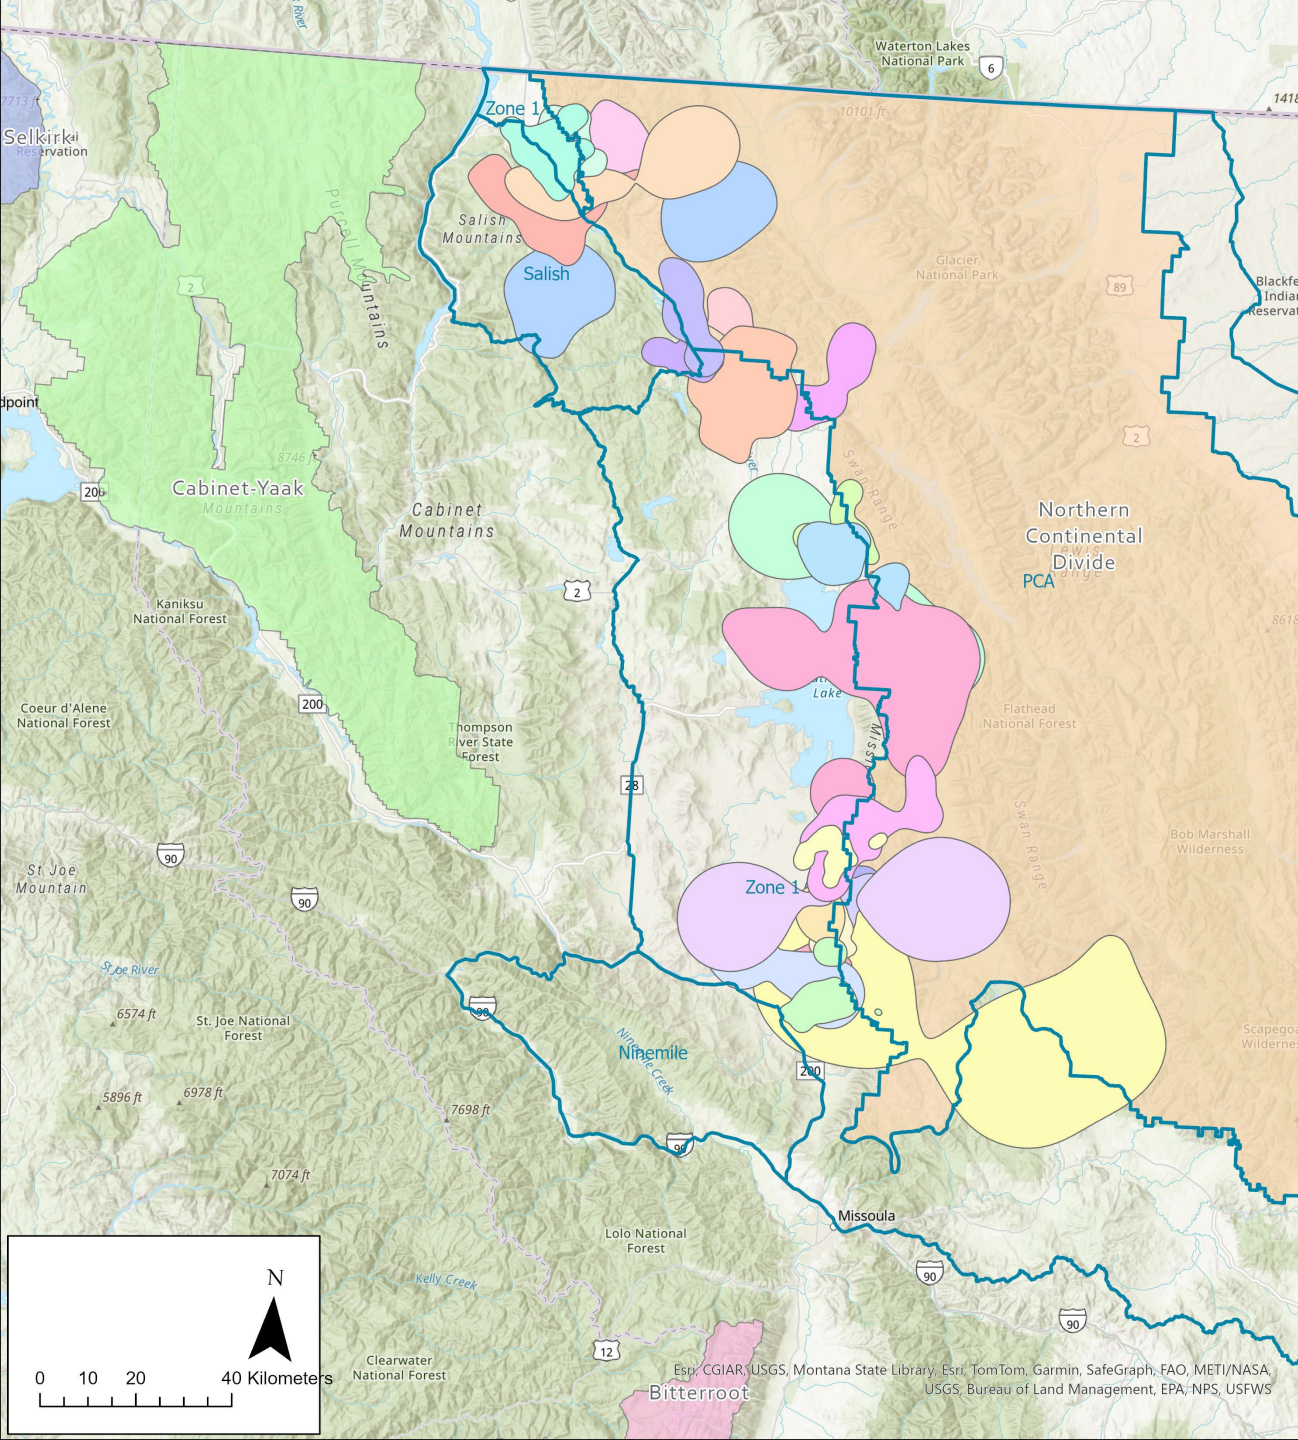 River
Waterton Lakes
National Park
6
7713 ft
10101 ft
1418
Zone 1
Selkirk
Reservation
Purcell Mountains
Salish
Mountains
Salish
Glacier
National Park
2
89
Blackfe
Indian
Reservat
dpoint
2
8746 ft
Swan Range
200
Cabinet-Yaak
Mountains
Cabinet
Mountains
Northern
Continental
Divide
Range
PCA
2
Kaniksu
National Forest
8618
200
Coeur d'Alene
National Forest
Lake
Flathead
National Forest
Thompson
River State
Forest
Miss
28
Swan Range
Bob Marshall
Wilderness
90
St Joe
Mountain
90
Zone 1
St Joe River
90
6574 ft
St. Joe National
Forest
Ninemile Creek
Ninemile
Scapegoa
Wildernes
200
5896 ft
6978 ft
7698 ft
90
7074 ft
Missoula
Lolo National
Forest
90
N
Kelly Creek
90
12
Clearwater
National Forest
0 10 20 40 Kilometers
Bitterroot
Esri, CGIAR, USGS, Montana State Library, Esri, TomTom, Garmin, SafeGraph, FAO, METI/NASA,
USGS, Bureau of Land Management, EPA, NPS, USFWS